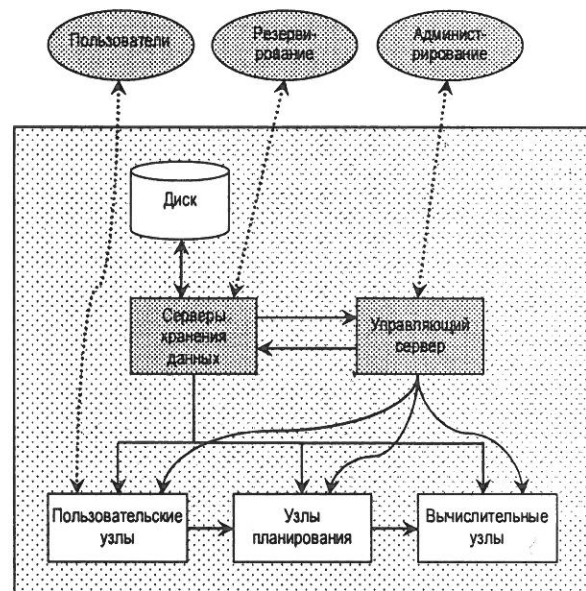 Пользователи
Резерви-
рование
Админист-
рирование
Диск
Серверы
хранения
данных
Управляющий
сервер
Пользовательские
узлы
Узлы
планирования
Вычислительные
узлы